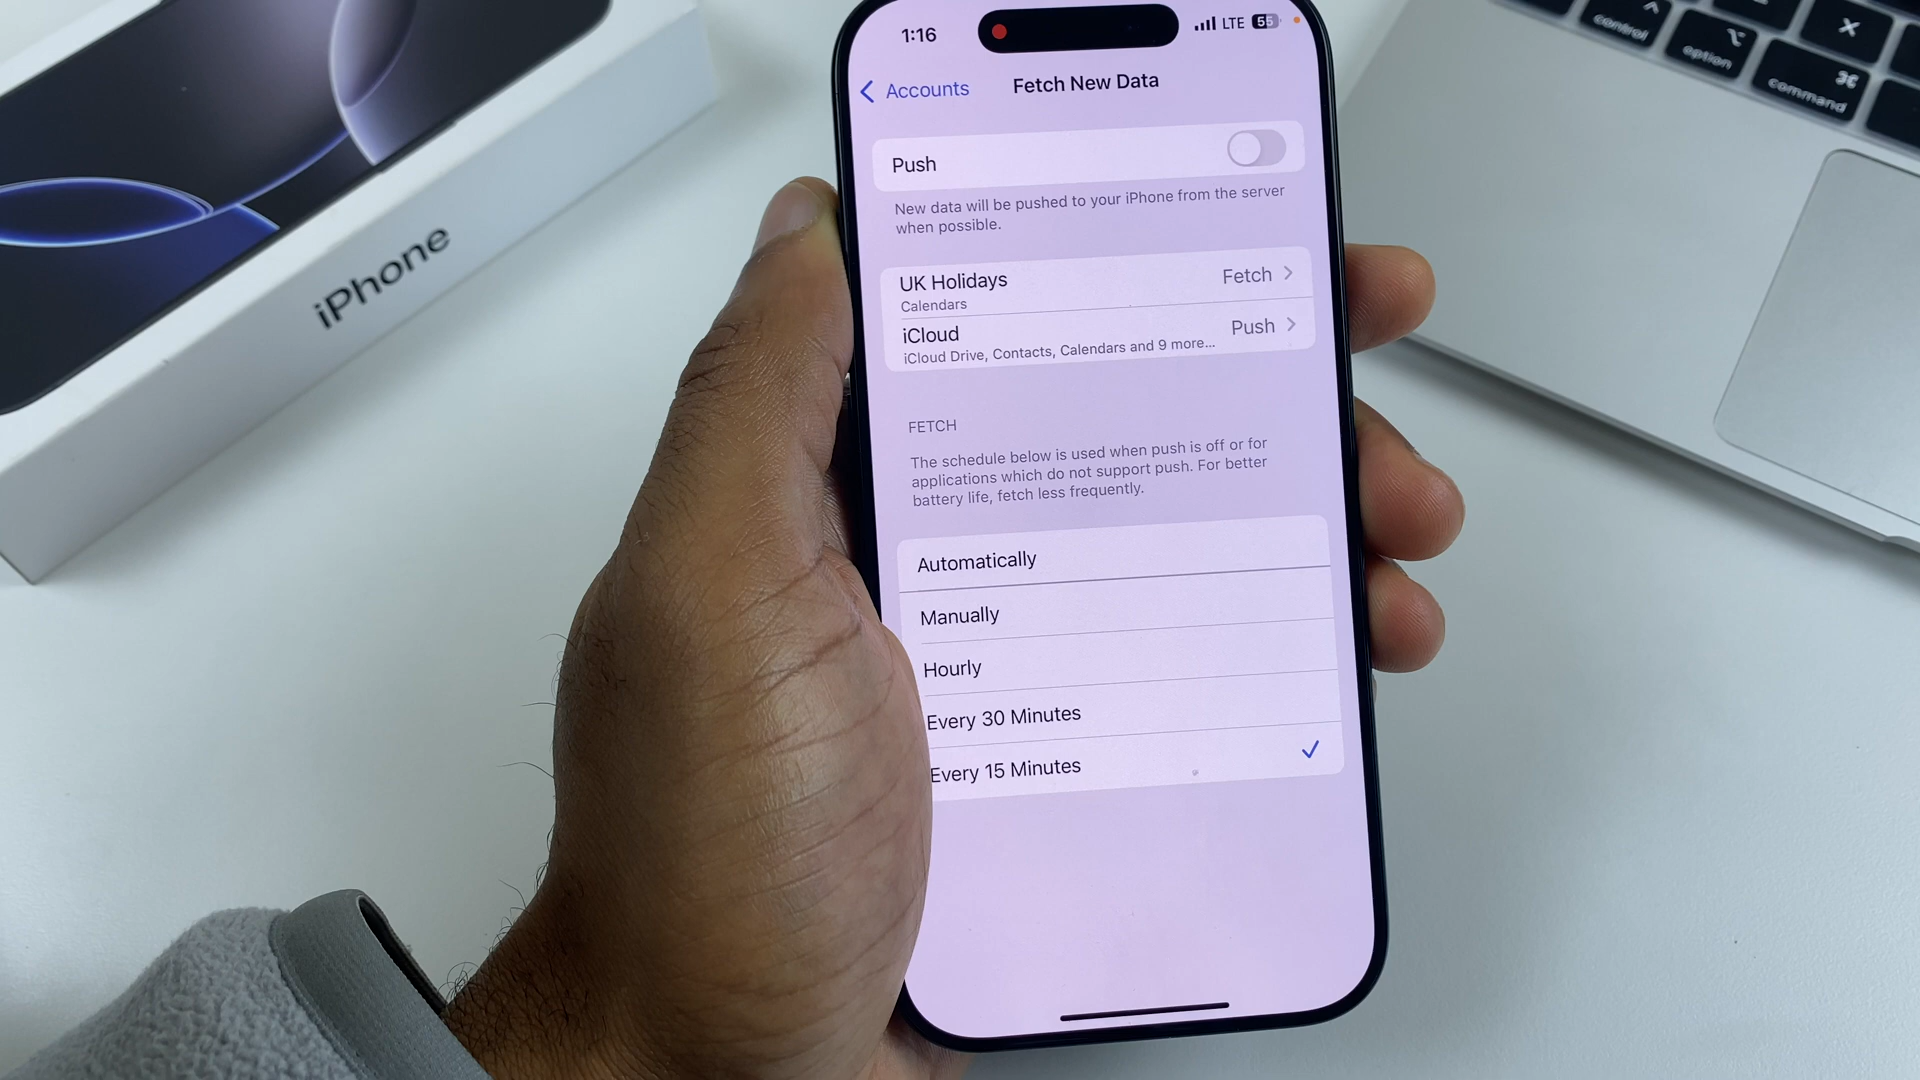 iPhone
1:16
LTE 55
Accounts
Fetch New Data
Push
New data will be pushed to your iPhone from the server
when possible.
UK Holidays
Calendars
Fetch
iCloud
iCloud Drive, Contacts, Calendars and 9 more...
Push
FETCH
The schedule below is used when push is off or for
applications which do not support push. For better
battery life, fetch less frequently.
Automatically
Manually
Hourly
Every 30 Minutes
Every 15 Minutes
control
option
⌘
command
X